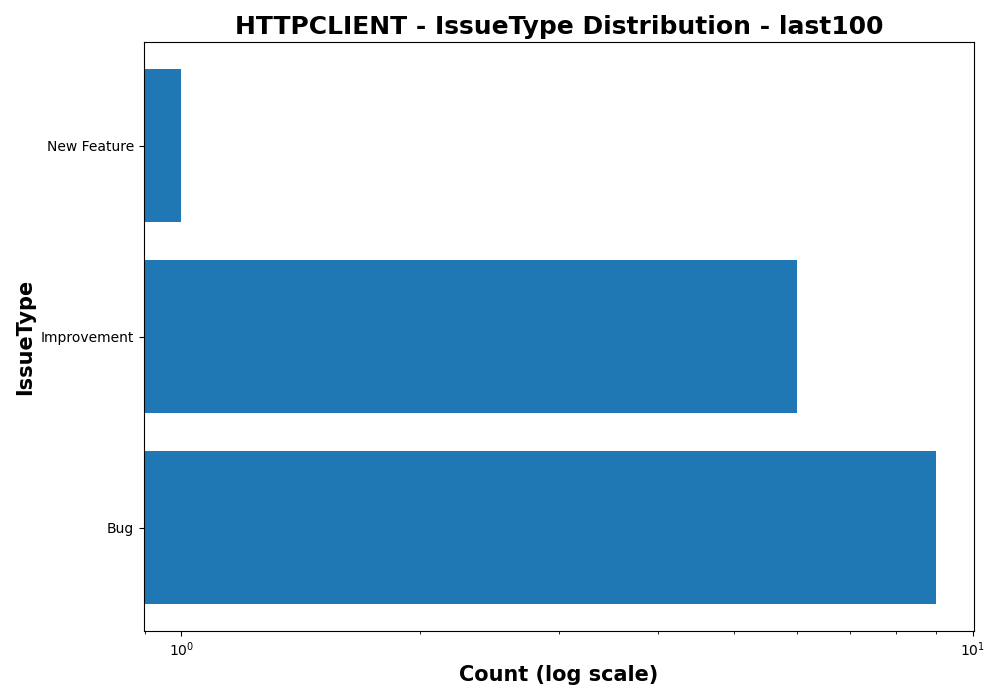 HTTPCLIENT - IssueType Distribution - last100
New Feature
Improvement
Bug
IssueType
10⁰
10¹
Count (log scale)